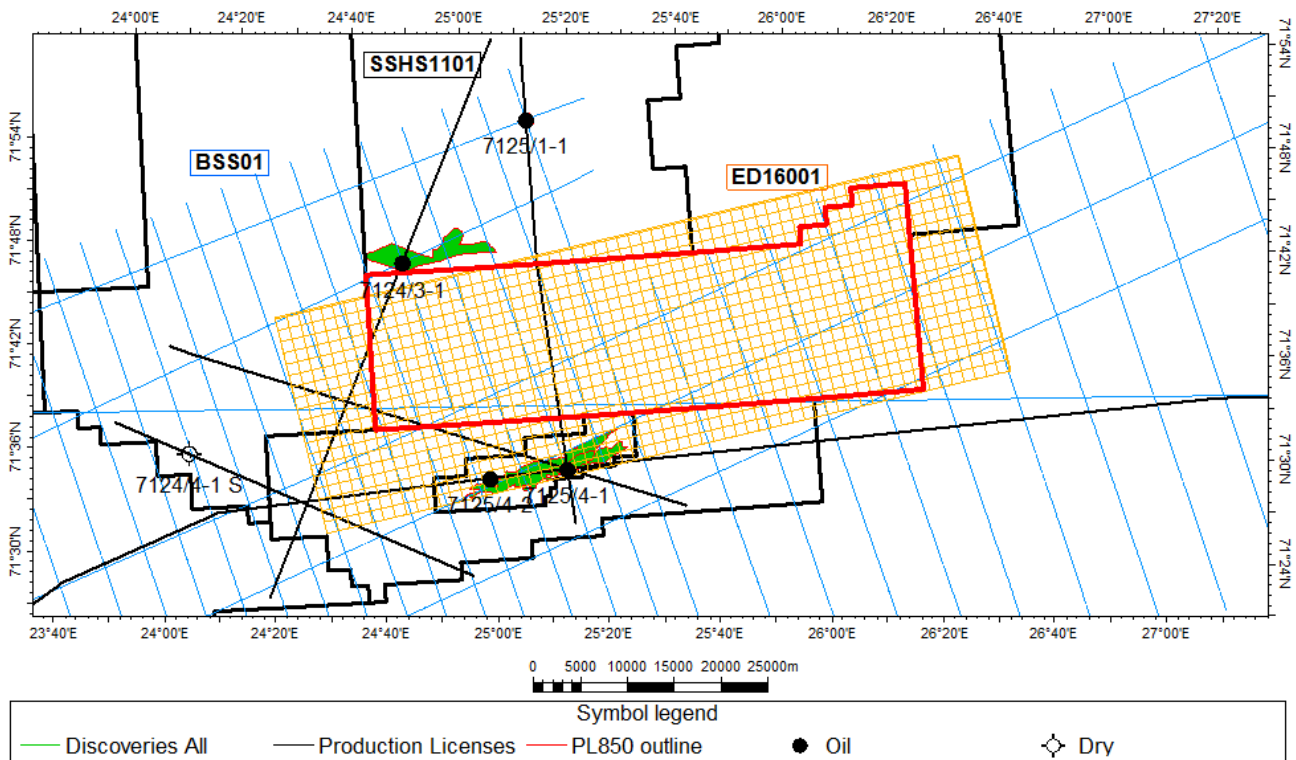 24°00'E 24°20'E 24°40'E 25°00'E 25°20'E 25°40'E 26°00'E 26°20'E 26°40'E 27°00'E 27°20'E
71°54'N
SSHS1101
71°54'N
7125/1-1
71°48'N
BSS01
ED16001
71°48'N
71°42'N
7124/3-1
71°42'N
71°36'N
71°36'N
71°30'N
7124/4-1 S
7125/4-2
7125/4-1
71°30'N
71°24'N
23°40'E 24°00'E 24°20'E 24°40'E 25°00'E 25°20'E 25°40'E 26°00'E 26°20'E 26°40'E 27°00'E
0 5000 10000 15000 20000 25000m
Symbol legend
Discoveries All Production Licenses PL850 outline Oil Dry